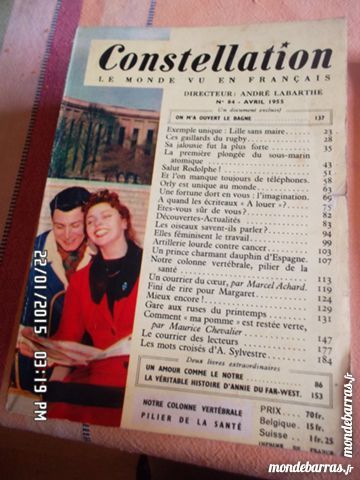 Constellation
LE MONDE VU EN FRANÇAIS
DIRECTEUR: ANDRÉ LABARTHE
N° 84 - AVRIL 1955
Un document exclusif
ON M'A OUVERT LE BAGNE 137
Exemple unique : Lille sans maire.... 23
Ces gaillards du rugby 28
Sa jalousie fut la plus forte 35
La première plongée du sous-marin
atomique 43
Salut Rodolphe ! 51
Et l'on manque toujours de téléphones. 58
Orly est unique au monde 63
Une fortune dort en vous : l'imagination. 69
A quand les écriteaux « A louer » ? 75
Etes-vous sûr de vous? 82
Découvertes-Actualités 83
Les oiseaux savent-ils parler? 94
Elles féminisent le travail 99
Artillerie lourde contre cancer 103
Un prince charmant dauphin d'Espagne. 107
Notre colonne vertébrale, pilier de la
santé 113
Un courrier du cœur, par Marcel Achard. 119
Fini de rire pour Margaret 124
Mieux encore ! 129
Gare aux ruses du printemps 131
Comment « ma pomme » est restée verte,
par Maurice Chevalier 147
Le courrier des lecteurs 177
Les mots croisés d'A. Sylvestre 184
Deux livres extraordinaires
UN AMOUR COMME LE NOTRE 86
LA VÉRITABLE HISTOIRE D'ANNIE DU FAR-WEST. 153
NOTRE COLONNE VERTÉBRALE
PILIER DE LA SANTÉ
PRIX 70 fr.
Belgique. 15 fr.
Suisse .. 1 fr. 25
IMPRIMÉ EN FRANCE
22/01/2015 03:19 PM
mondebarras.fr
mondebarras.fr